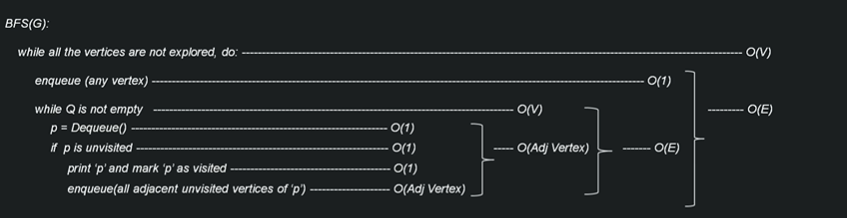 BFS(G):
while all the vertices are not explored, do: O(V)
enqueue (any vertex) O(1)
while Q is not empty O(V) O(E)
p = Dequeue() O(1)
if p is unvisited O(1) O(Adj Vertex) O(E)
print 'p' and mark 'p' as visited O(1)
enqueue(all adjacent unvisited vertices of 'p') O(Adj Vertex)